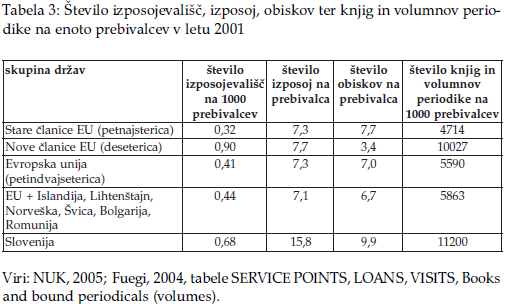 Tabela 3: Število izposojevališč, izposoj, obiskov ter knjig in volumnov perio-
dike na enoto prebivalcev v letu 2001
skupina držav | število izposojevališč na 1000 prebivalcev | število izposoj na prebivalca | število obiskov na prebivalca | število knjig in volumnov periodike na 1000 prebivalcev
Stare članice EU (petnajsterica) | 0,32 | 7,3 | 7,7 | 4714
Nove članice EU (deseterica) | 0,90 | 7,7 | 3,4 | 10027
Evropska unija (petindvajseterica) | 0,41 | 7,3 | 7,0 | 5590
EU + Islandija, Lihtenštajn, Norveška, Švica, Bolgarija, Romunija | 0,44 | 7,1 | 6,7 | 5863
Slovenija | 0,68 | 15,8 | 9,9 | 11200
Viri: NUK, 2005; Fuegi, 2004, tabele SERVICE POINTS, LOANS, VISITS, Books
and bound periodicals (volumes).